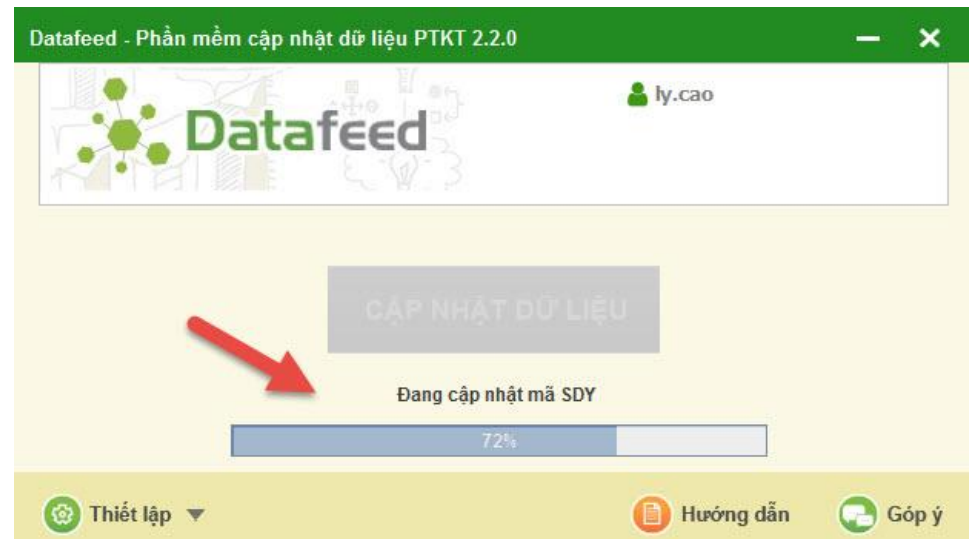 Datafeed - Phần mềm cập nhật dữ liệu PTKT 2.2.0
ly.cao
Datafeed
CẬP NHẬT DỮ LIỆU
Đang cập nhật mã SDY
72%
Thiết lập
Hướng dẫn
Góp ý